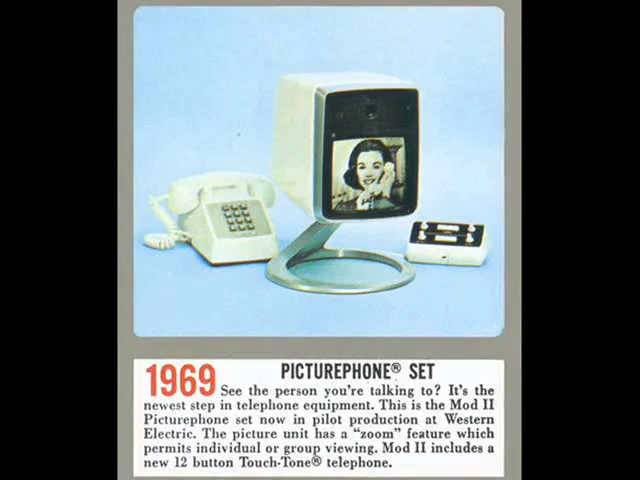 1969 PICTUREPHONE® SET
See the person you're talking to? It's the
newest step in telephone equipment. This is the Mod II
Picturephone set now in pilot production at Western
Electric. The picture unit has a “zoom” feature which
permits individual or group viewing. Mod II includes a
new 12 button Touch-Tone® telephone.